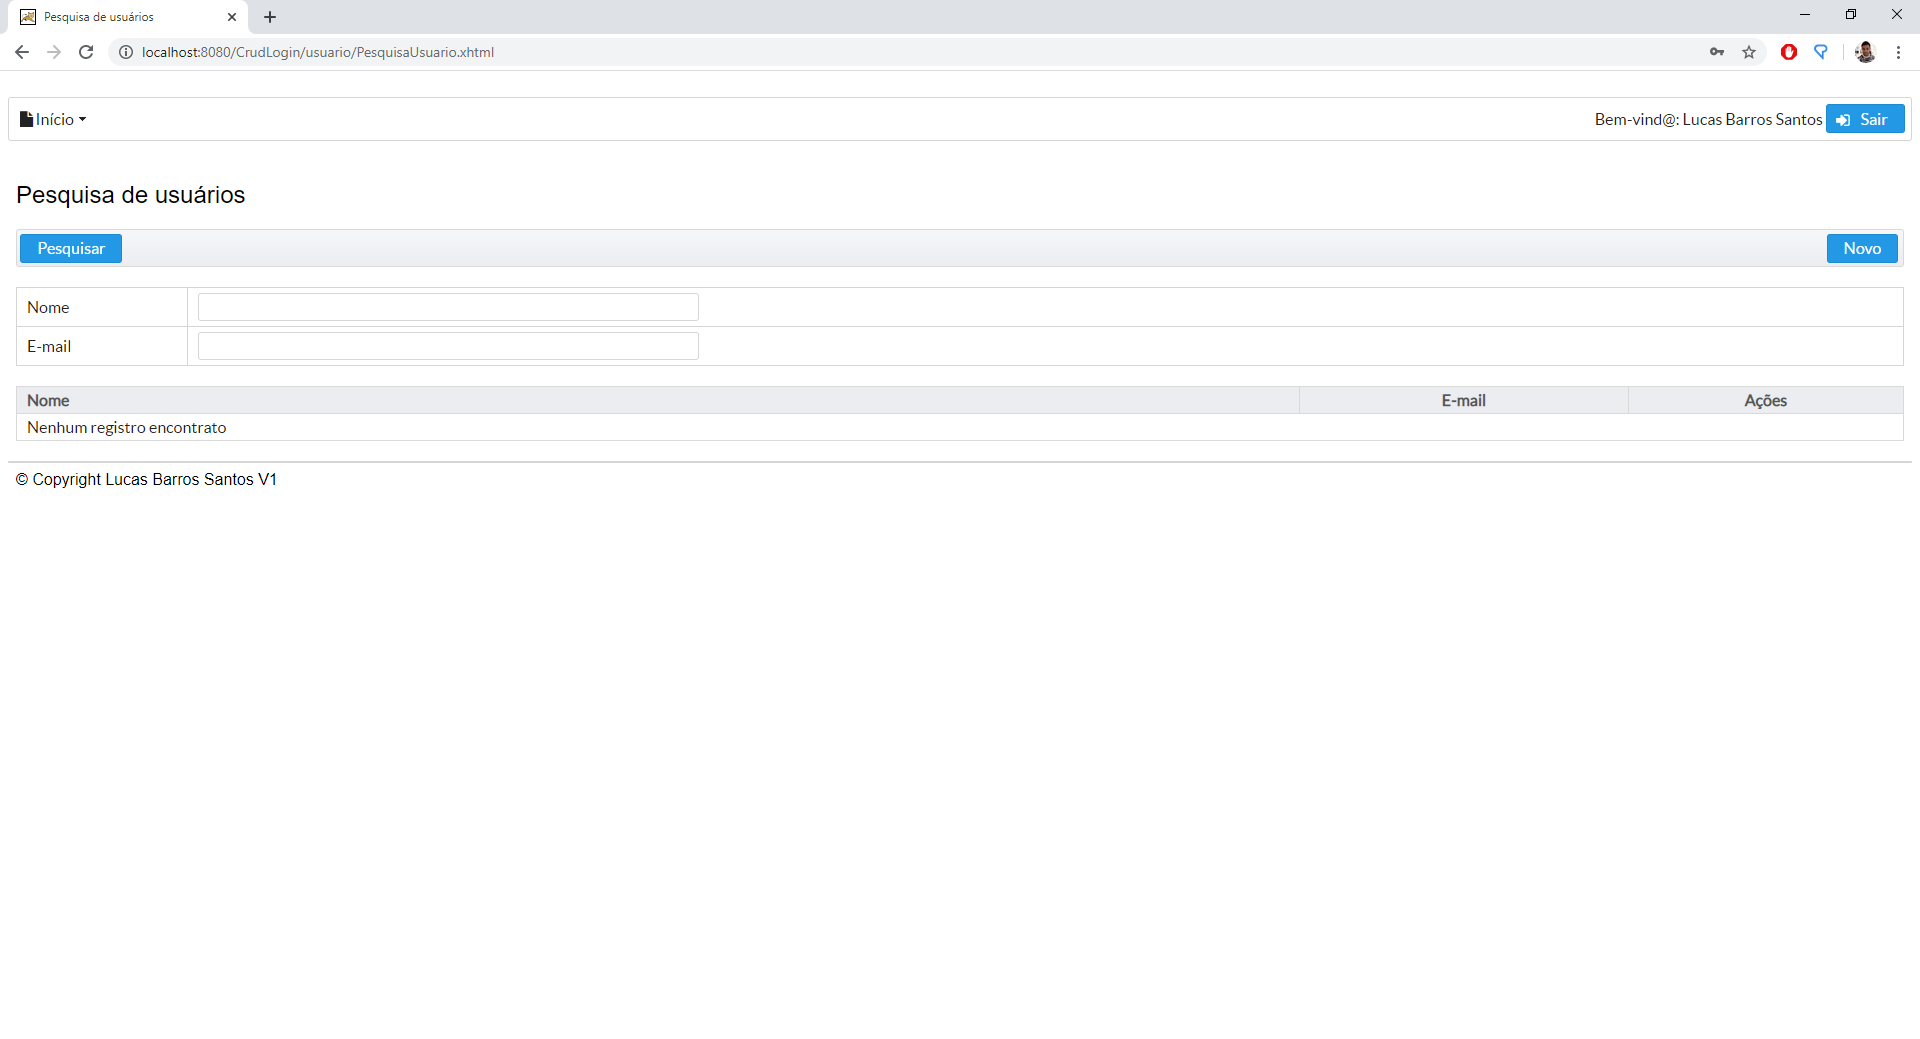 Pesquisa de usuários
localhost:8080/CrudLogin/usuario/PesquisaUsuario.xhtml
Início Bem-vind@: Lucas Barros Santos Sair
Pesquisa de usuários
Pesquisar Novo
Nome
E-mail
Nome E-mail Ações
Nenhum registro encontrato
© Copyright Lucas Barros Santos V1